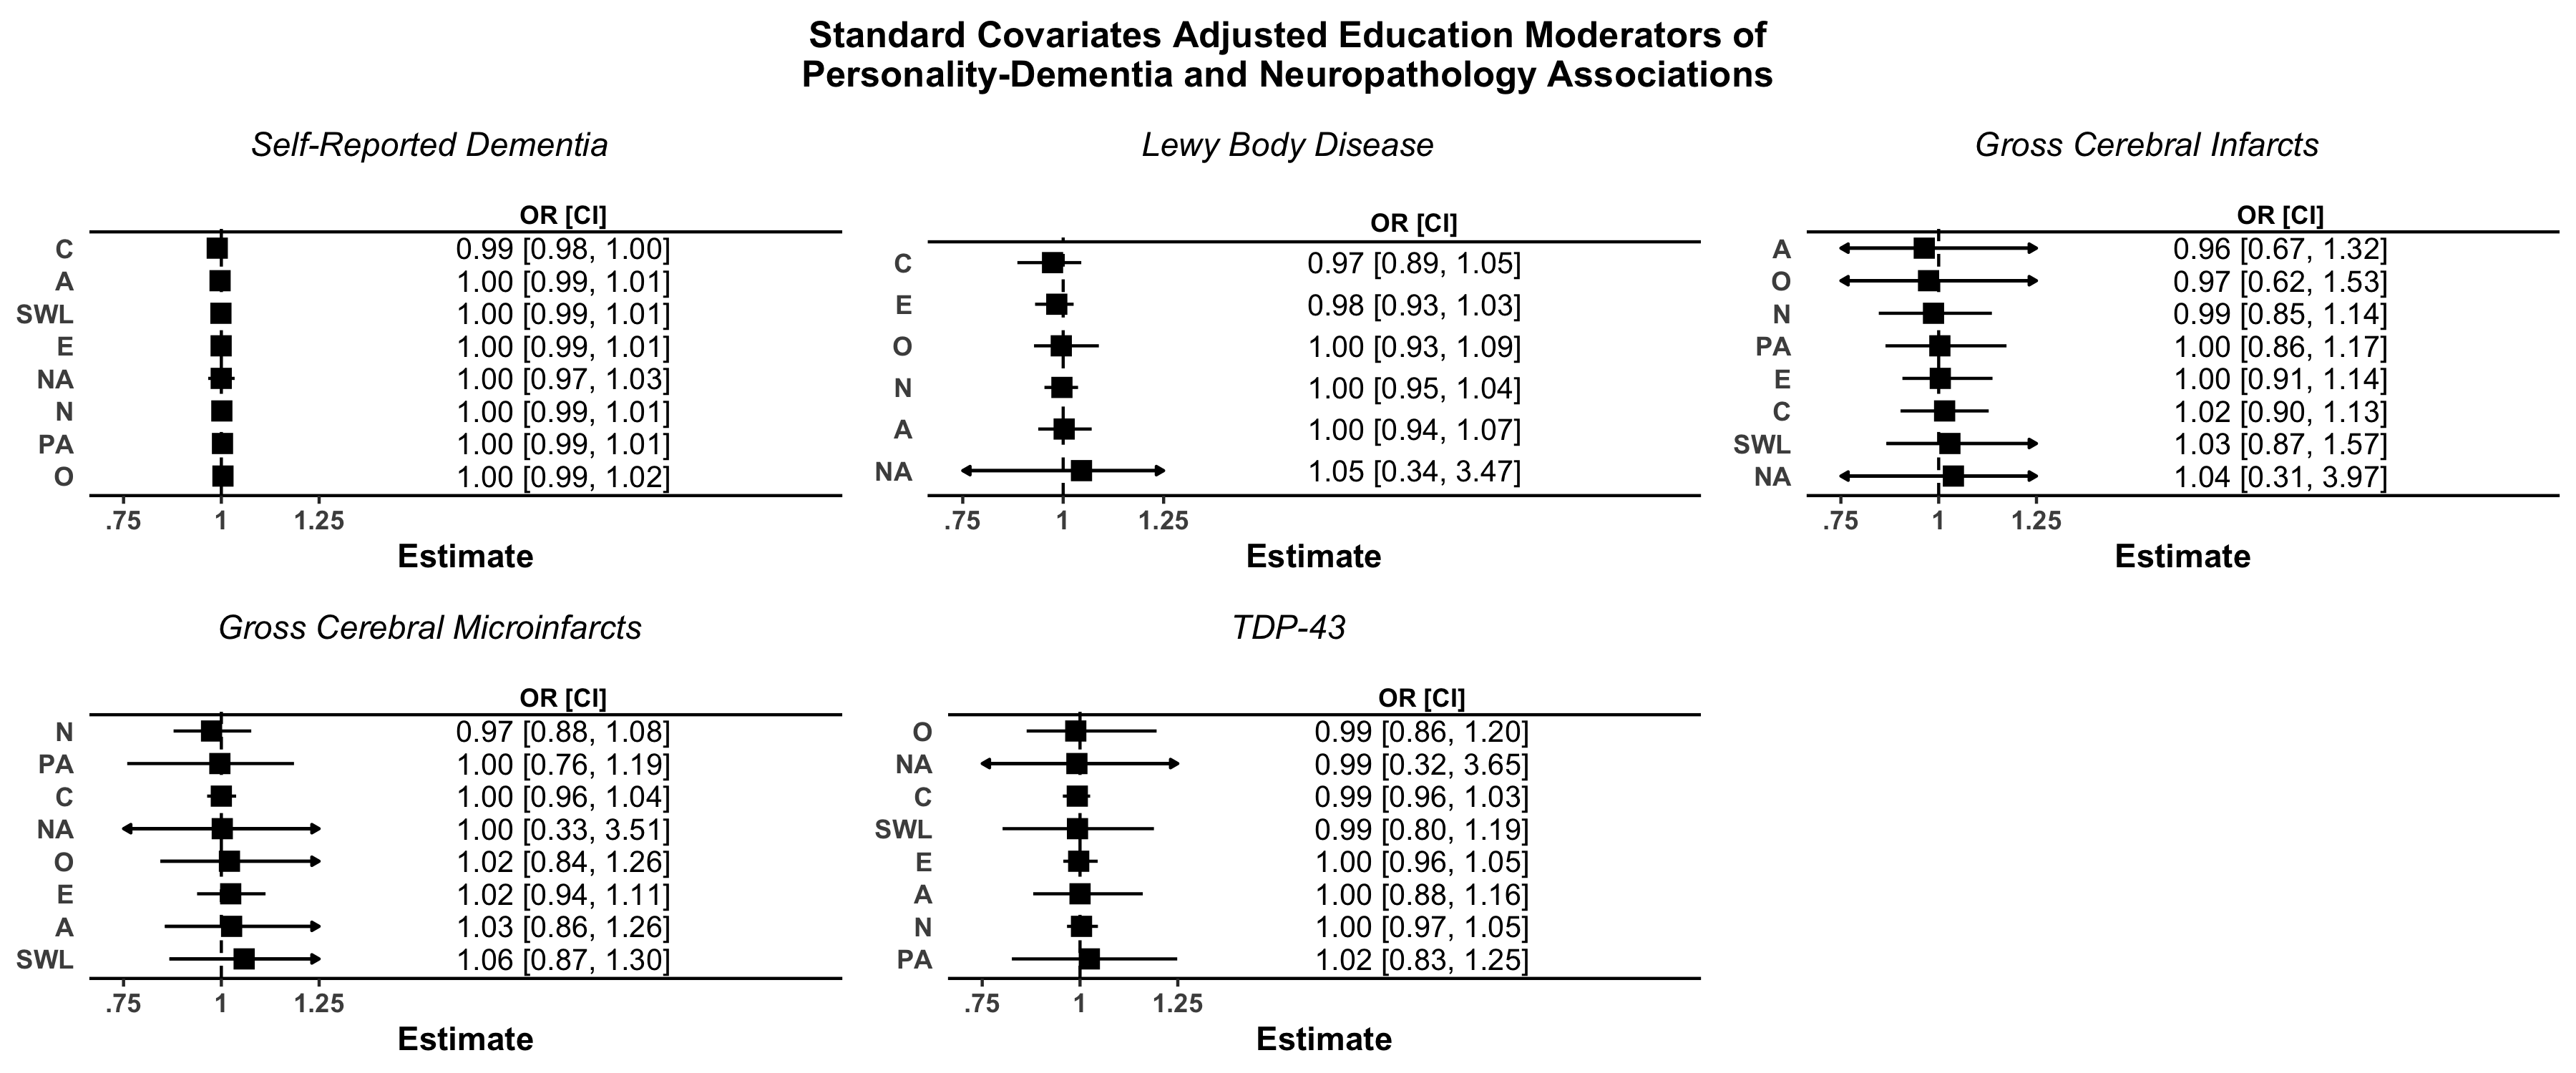 Standard Covariates Adjusted Education Moderators of
Personality-Dementia and Neuropathology Associations
Self-Reported Dementia
OR [CI]
C 0.99 [0.98, 1.00]
A 1.00 [0.99, 1.01]
SWL 1.00 [0.99, 1.01]
E 1.00 [0.99, 1.01]
NA 1.00 [0.97, 1.03]
N 1.00 [0.99, 1.01]
PA 1.00 [0.99, 1.01]
O 1.00 [0.99, 1.02]
.75 1 1.25
Estimate
Lewy Body Disease
OR [CI]
C 0.97 [0.89, 1.05]
E 0.98 [0.93, 1.03]
O 1.00 [0.93, 1.09]
N 1.00 [0.95, 1.04]
A 1.00 [0.94, 1.07]
NA 1.05 [0.34, 3.47]
.75 1 1.25
Estimate
Gross Cerebral Infarcts
OR [CI]
A 0.96 [0.67, 1.32]
O 0.97 [0.62, 1.53]
N 0.99 [0.85, 1.14]
PA 1.00 [0.86, 1.17]
E 1.00 [0.91, 1.14]
C 1.02 [0.90, 1.13]
SWL 1.03 [0.87, 1.57]
NA 1.04 [0.31, 3.97]
.75 1 1.25
Estimate
Gross Cerebral Microinfarcts
OR [CI]
N 0.97 [0.88, 1.08]
PA 1.00 [0.76, 1.19]
C 1.00 [0.96, 1.04]
NA 1.00 [0.33, 3.51]
O 1.02 [0.84, 1.26]
E 1.02 [0.94, 1.11]
A 1.03 [0.86, 1.26]
SWL 1.06 [0.87, 1.30]
.75 1 1.25
Estimate
TDP-43
OR [CI]
O 0.99 [0.86, 1.20]
NA 0.99 [0.32, 3.65]
C 0.99 [0.96, 1.03]
SWL 0.99 [0.80, 1.19]
E 1.00 [0.96, 1.05]
A 1.00 [0.88, 1.16]
N 1.00 [0.97, 1.05]
PA 1.02 [0.83, 1.25]
.75 1 1.25
Estimate